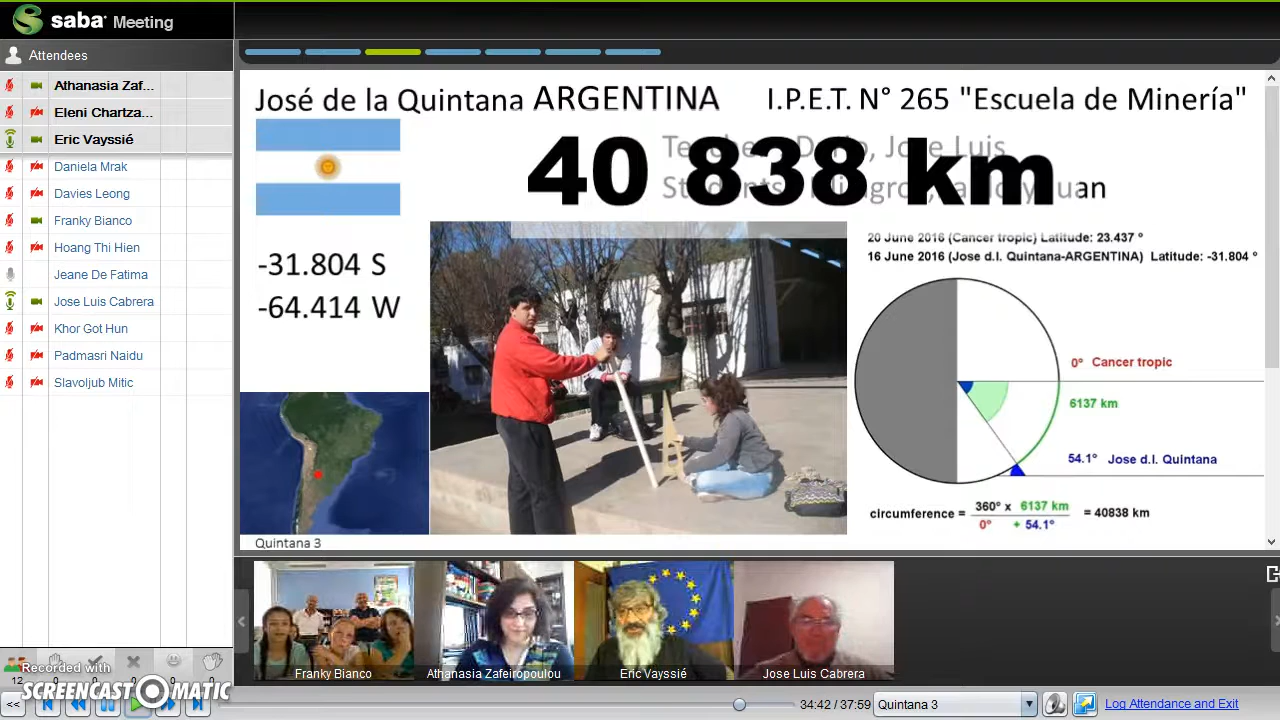 saba Meeting
Attendees
Athanasia Zaf...
Eleni Chartza...
Eric Vayssié
Daniela Mrak
Davies Leong
Franky Bianco
Hoang Thi Hien
Jeane De Fatima
Jose Luis Cabrera
Khor Got Hun
Padmasri Naidu
Slavoljub Mitic
José de la Quintana ARGENTINA I.P.E.T. N° 265 "Escuela de Minería"
40 838 km
-31.804 S
-64.414 W
20 June 2016 (Cancer tropic) Latitude: 23.437 °
16 June 2016 (Jose d.l. Quintana-ARGENTINA) Latitude: -31.804 °
0° Cancer tropic
6137 km
54.1° Jose d.l. Quintana
circumference = 360° x 6137 km = 40838 km
0° + 54.1°
Quintana 3
Franky Bianco
Athanasia Zafeiropoulou
Eric Vayssié
Jose Luis Cabrera
Recorded with
SCREENCAST MATIC
12
<<
34:42 / 37:59
Quintana 3
Log Attendance and Exit